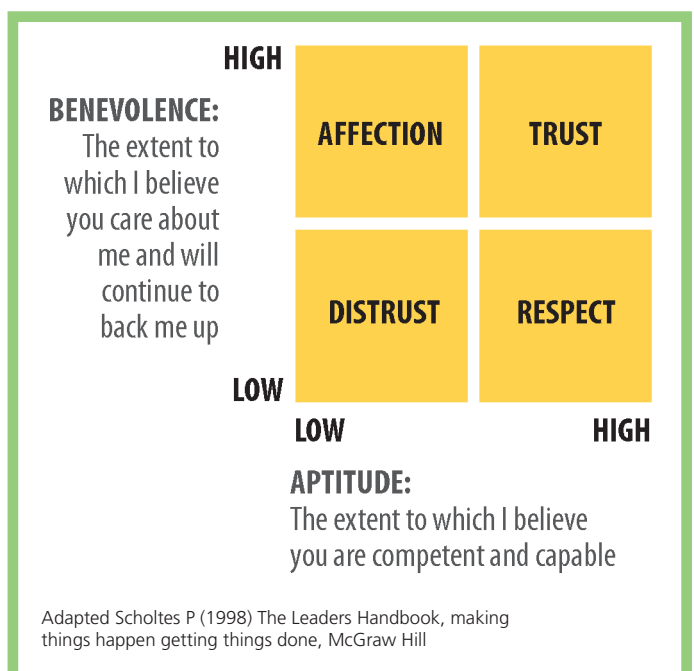 HIGH
BENEVOLENCE:
The extent to
which I believe
you care about
me and will
continue to
back me up
LOW
AFFECTION
TRUST
DISTRUST
RESPECT
LOW
HIGH
APTITUDE:
The extent to which I believe
you are competent and capable
Adapted Scholtes P (1998) The Leaders Handbook, making
things happen getting things done, McGraw Hill